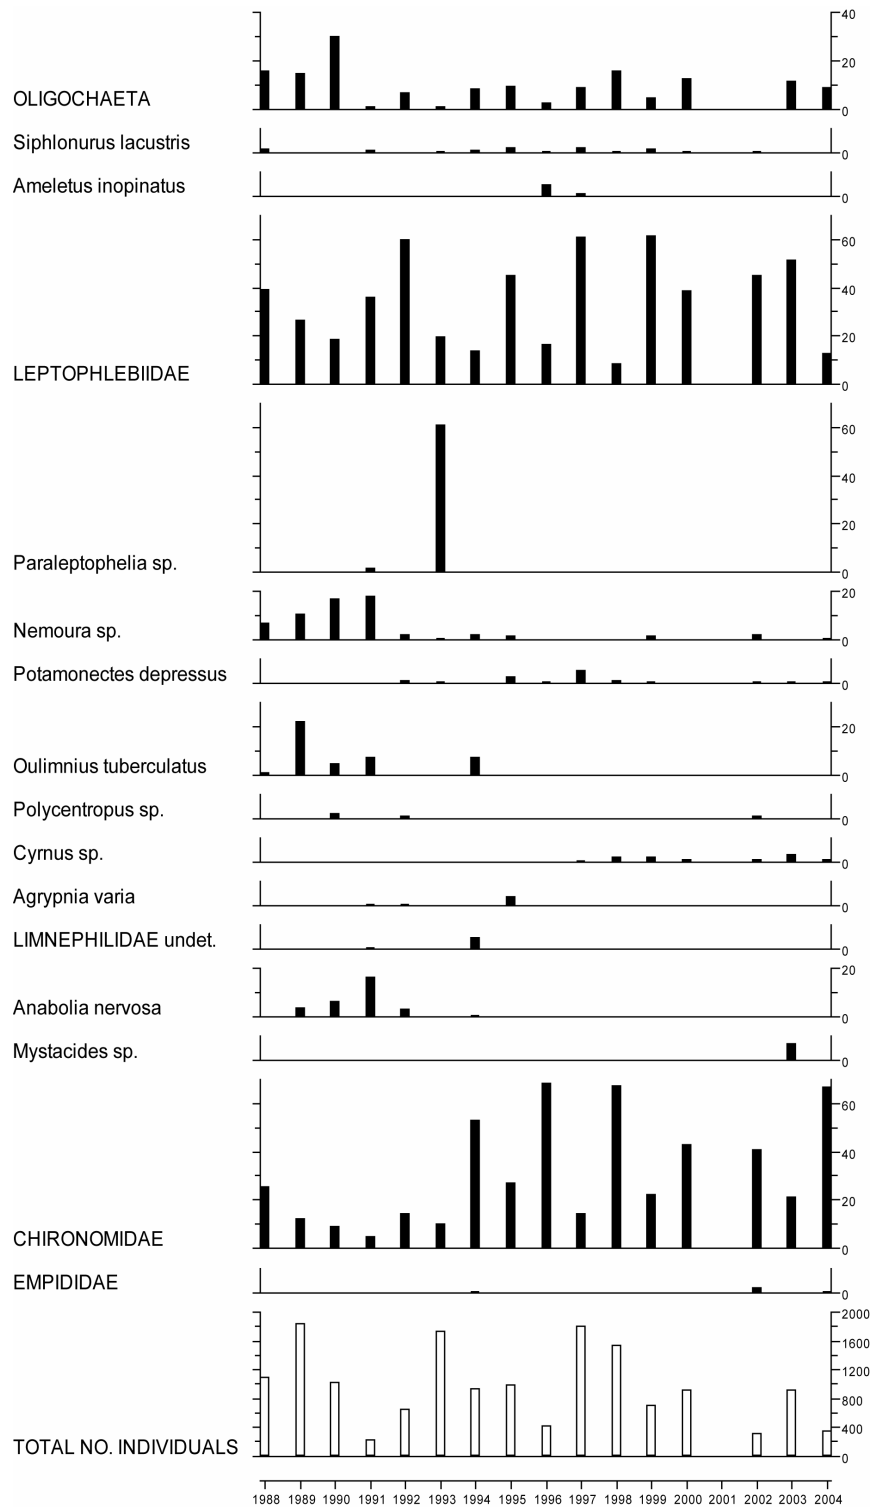 40
20
OLIGOCHAETA
0
Siphlonurus lacustris
0
Ameletus inopinatus
0
60
40
20
LEPTOPHLEBIIDAE
0
60
40
20
Paraleptophelia sp.
0
20
Nemoura sp.
0
Potamonectes depressus
0
20
Oulimnius tuberculatus
0
Polycentropus sp.
0
Cyrnus sp.
0
Agrypnia varia
0
LIMNEPHILIDAE undet.
0
20
Anabolia nervosa
0
Mystacides sp.
0
60
40
20
CHIRONOMIDAE
0
EMPIDIDAE
0
2000
1600
1200
800
400
TOTAL NO. INDIVIDUALS
0
1988 1989 1990 1991 1992 1993 1994 1995 1996 1997 1998 1999 2000 2001 2002 2003 2004